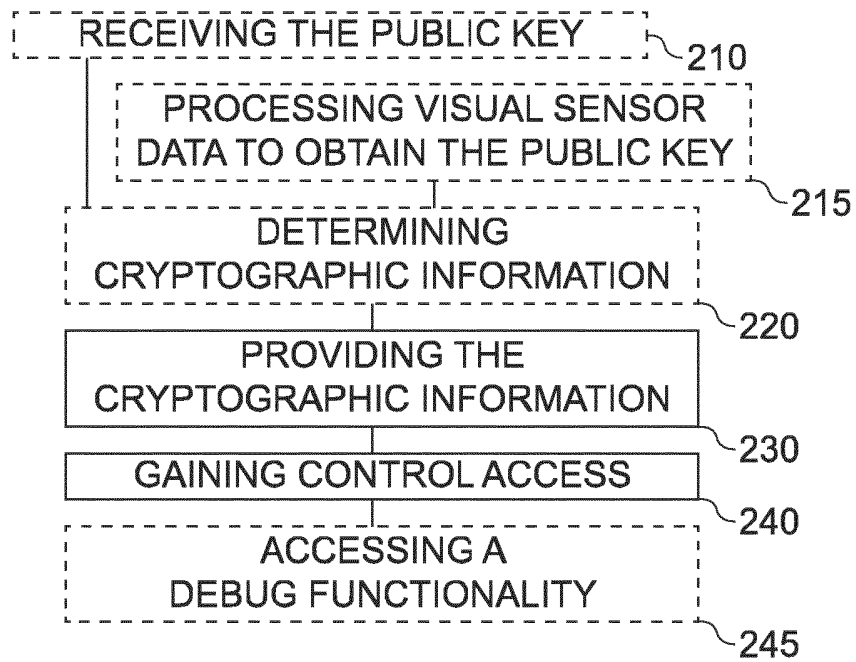 RECEIVING THE PUBLIC KEY
210
PROCESSING VISUAL SENSOR
DATA TO OBTAIN THE PUBLIC KEY
215
DETERMINING
CRYPTOGRAPHIC INFORMATION
220
PROVIDING THE
CRYPTOGRAPHIC INFORMATION
230
GAINING CONTROL ACCESS
240
ACCESSING A
DEBUG FUNCTIONALITY
245